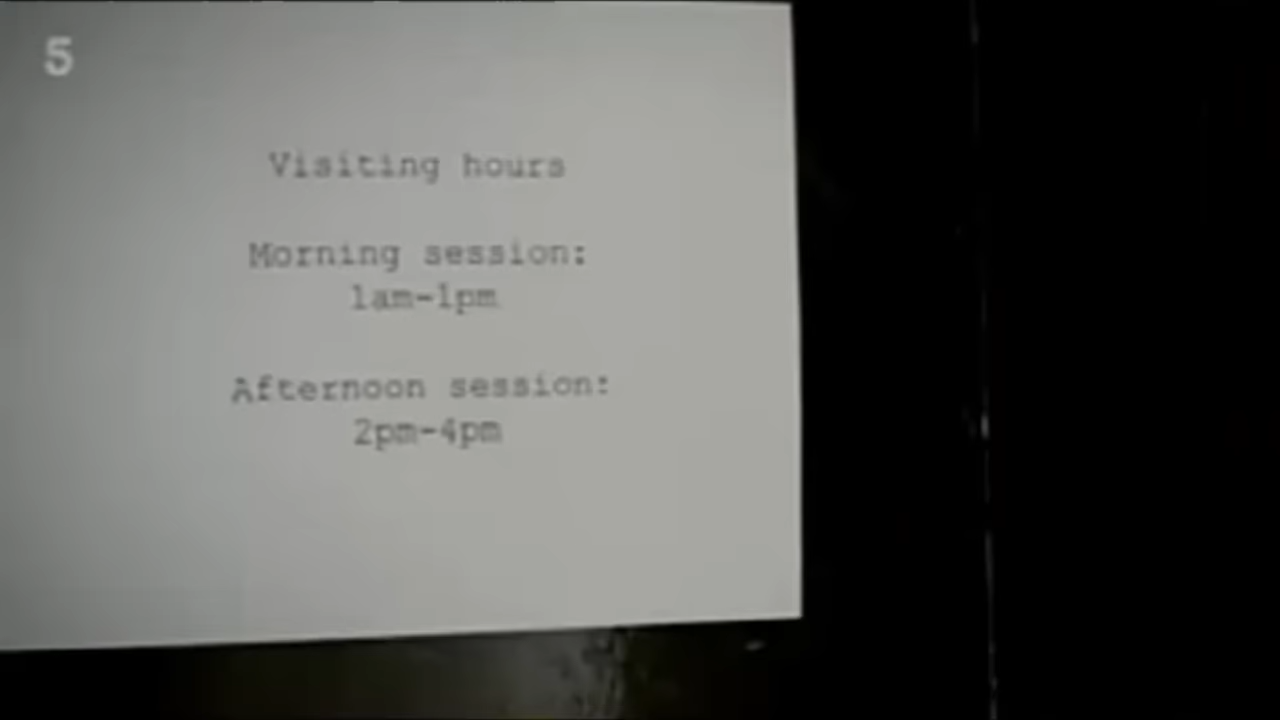 5
Visiting hours
Morning session:
1am-1pm
Afternoon session:
2pm-4pm